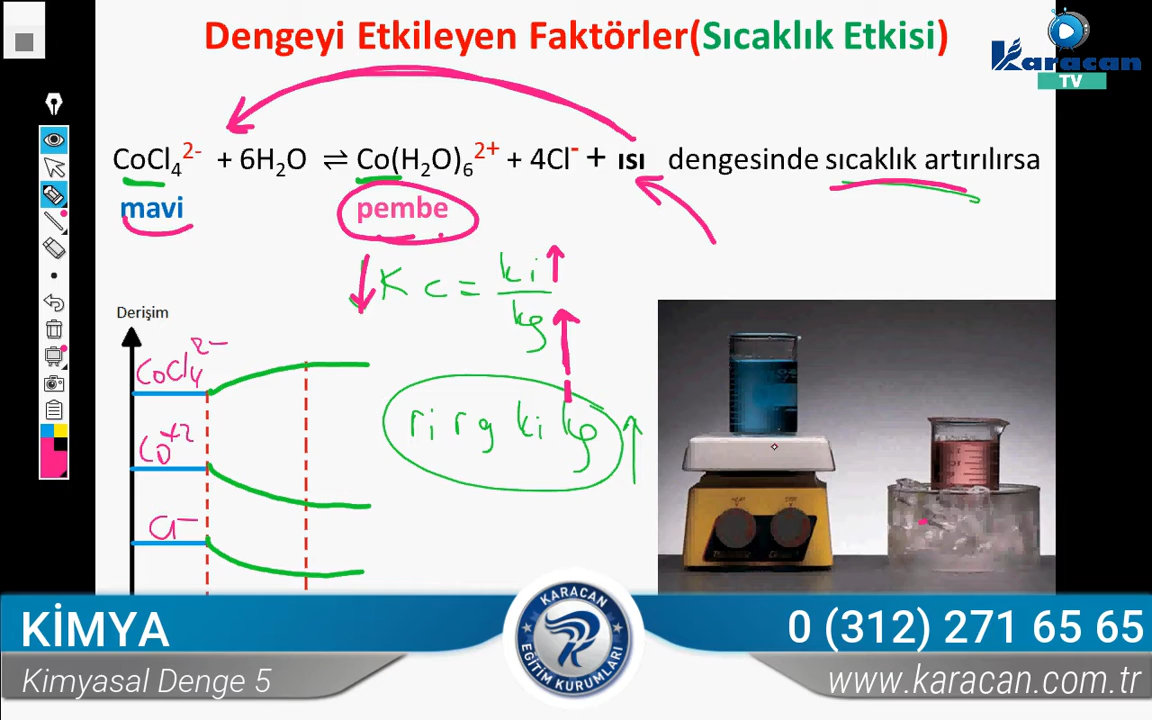 Dengeyi Etkileyen Faktörler(Sıcaklık Etkisi)
Karacan
TV
CoCl₄²⁻ + 6H₂O ⇌ Co(H₂O)₆²⁺ + 4Cl⁻ + ısı dengesinde sıcaklık artırılırsa
mavi
pembe
Kc = ki/kg
Derişim
CoCl₄²⁻
Co⁺²
Cl⁻
ri rg ki kg
KİMYA
0 (312) 271 65 65
KARACAN
EĞİTİM KURUMLARI
Kimyasal Denge 5
www.karacan.com.tr